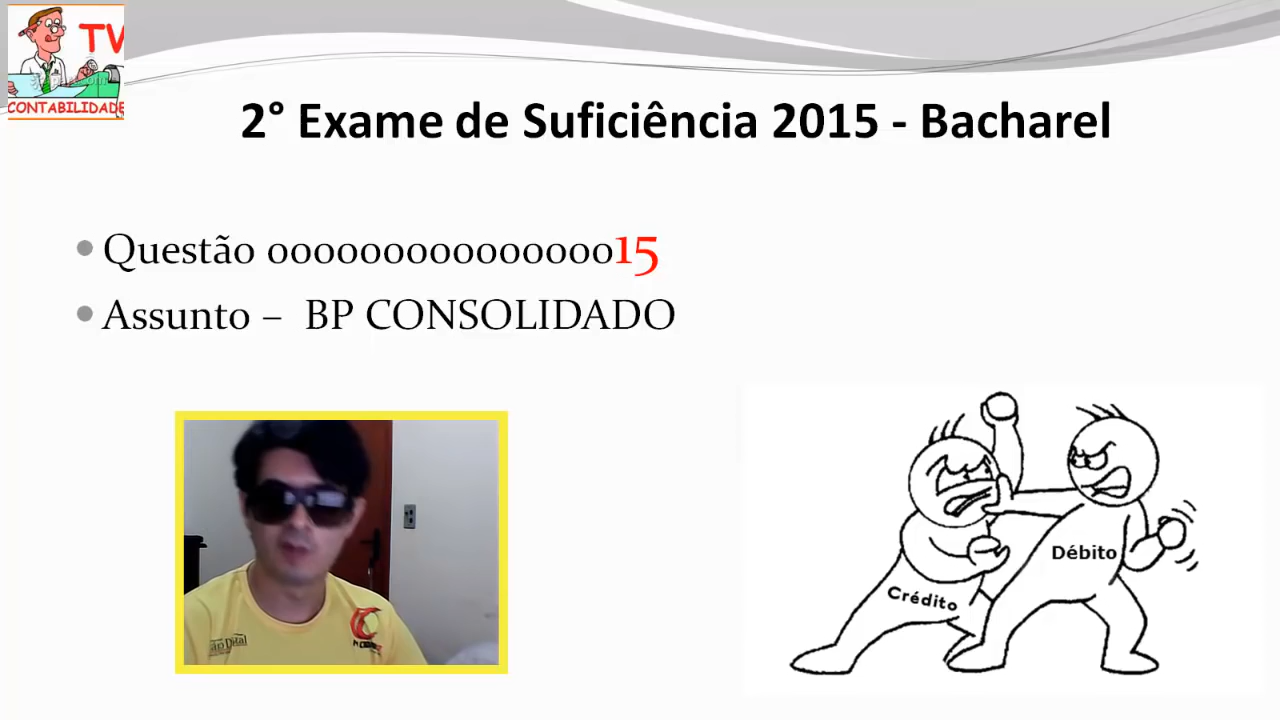 TV
CONTABILIDADE
2° Exame de Suficiência 2015 - Bacharel
Questão ooooooooooooooo15
Assunto – BP CONSOLIDADO
Crédito
Débito